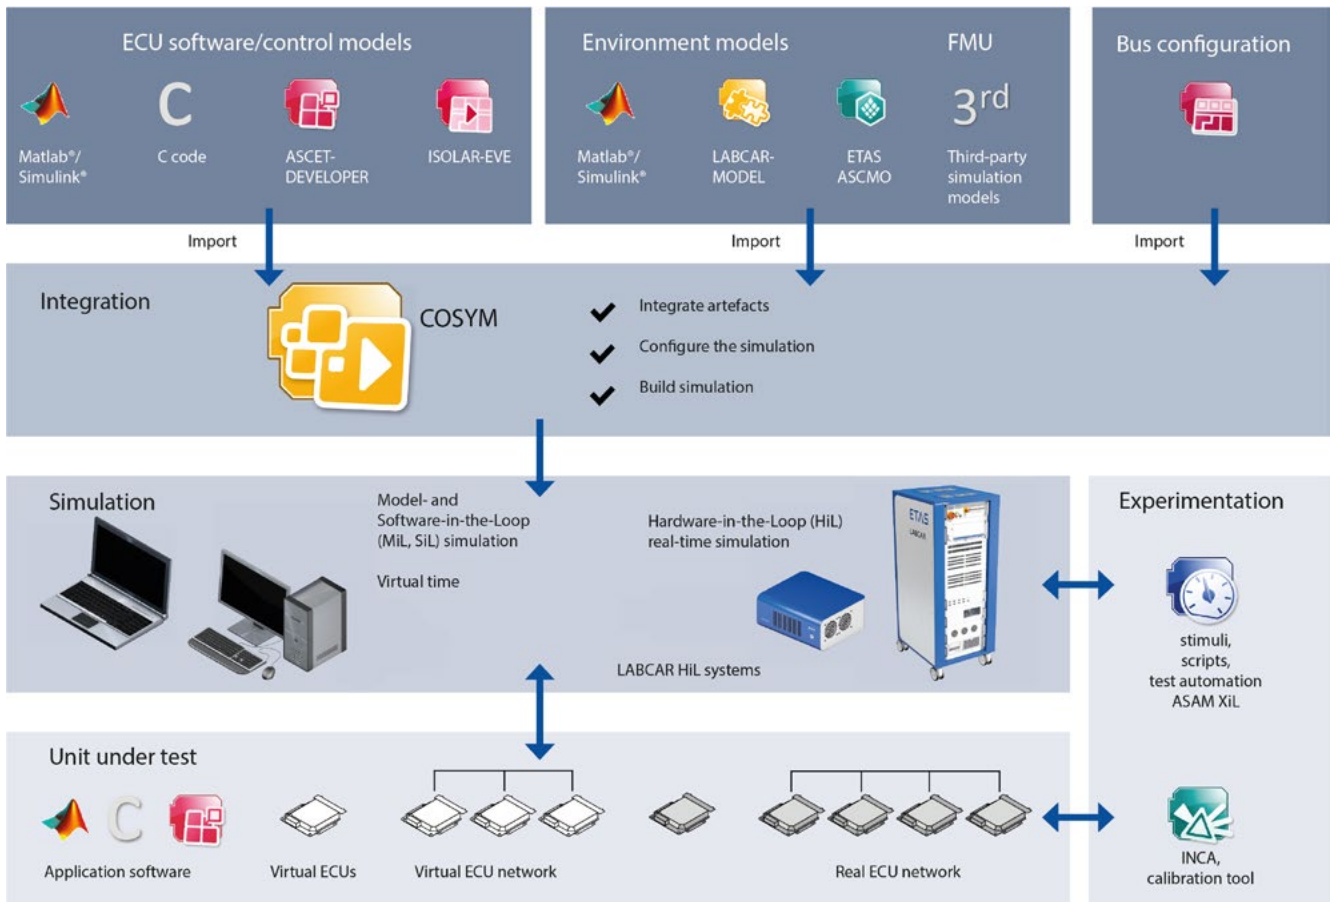 ECU software/control models
Matlab®/
Simulink®
C
C code
ASCET-
DEVELOPER
ISOLAR-EVE
Environment models
FMU
Matlab®/
Simulink®
LABCAR-
MODEL
ETAS
ASCMO
3rd
Third-party
simulation
models
Bus configuration
Import
Import
Import
Integration
COSYM
Integrate artefacts
Configure the simulation
Build simulation
Simulation
Model- and
Software-in-the-Loop
(MiL, SiL) simulation
Virtual time
Hardware-in-the-Loop (HiL)
real-time simulation
ETAS
LABCAR
LABCAR HiL systems
Experimentation
stimuli,
scripts,
test automation
ASAM XiL
Unit under test
C
Application software
Virtual ECUs
Virtual ECU network
Real ECU network
INCA,
calibration tool